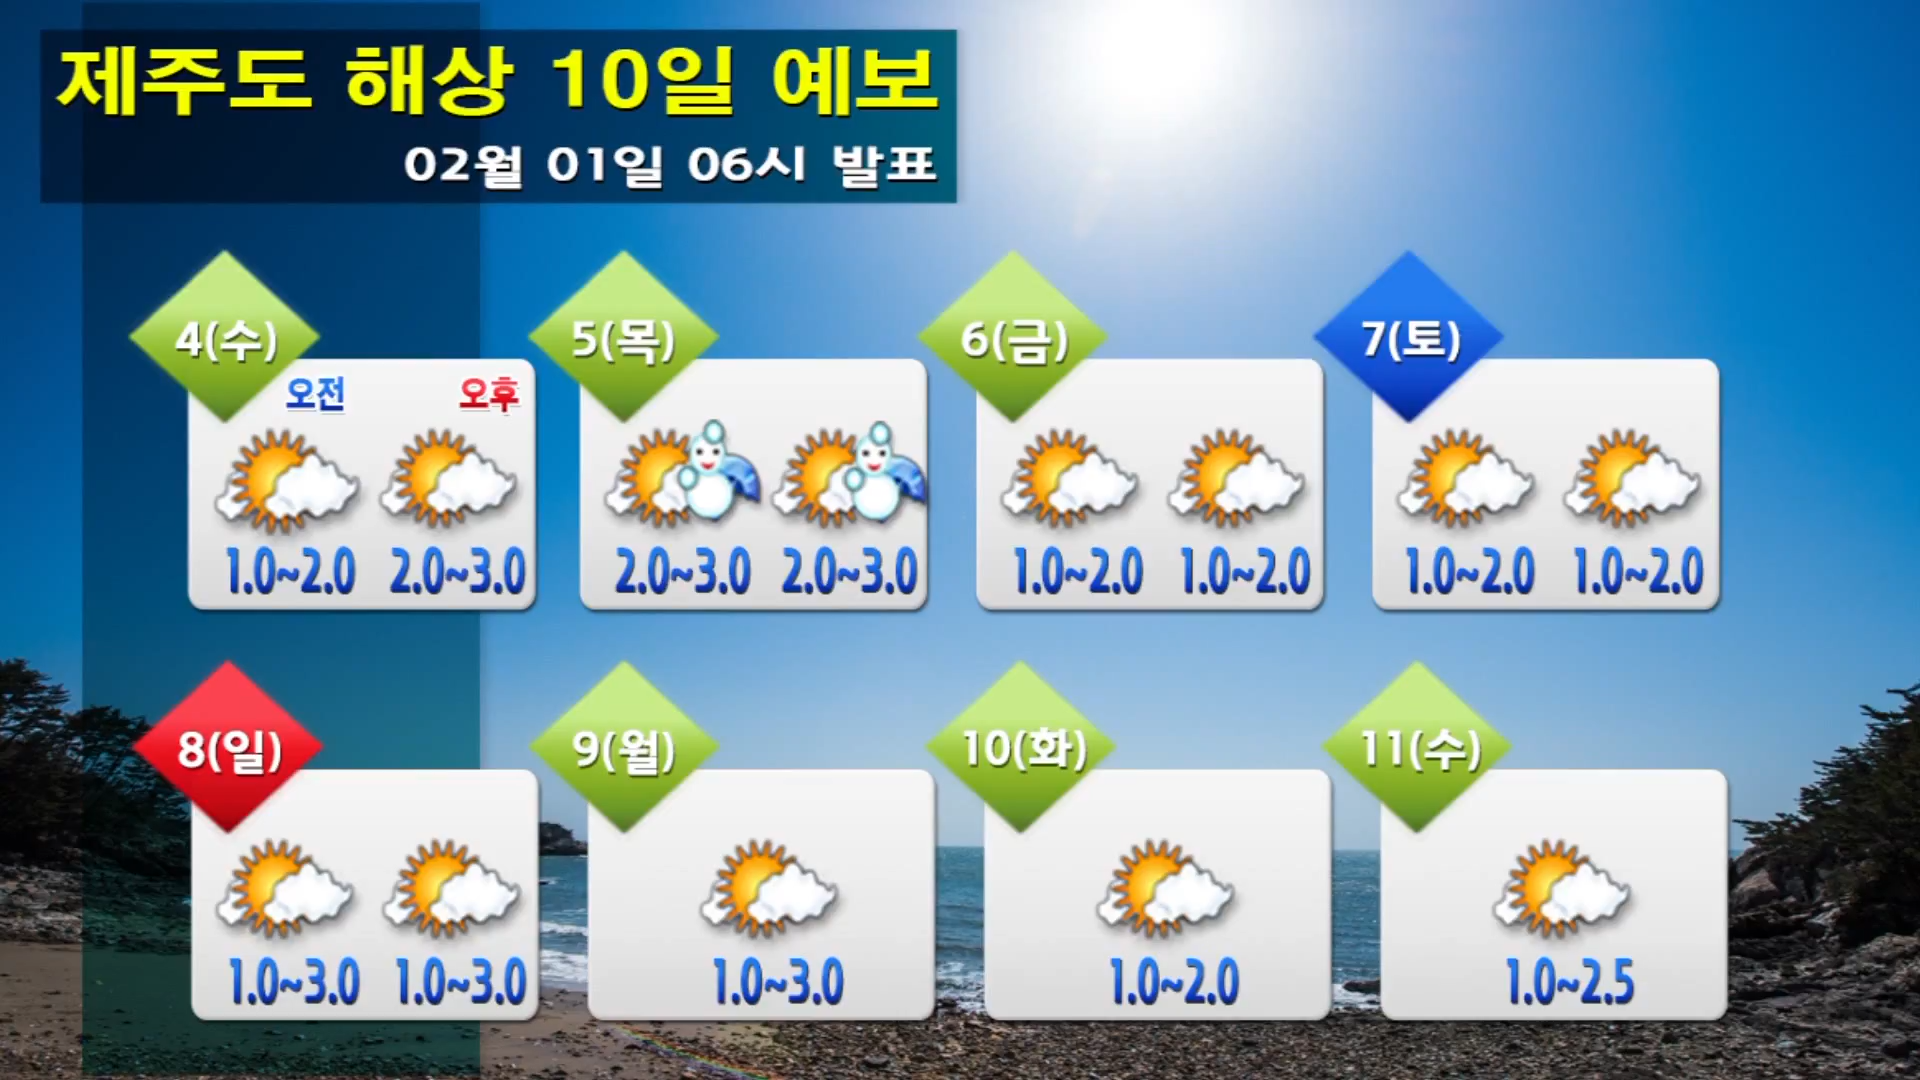 제주도 해상 10일 예보
02월 01일 06시 발표
4(수)
오전 오후
1.0~2.0 2.0~3.0
5(목)
2.0~3.0 2.0~3.0
6(금)
1.0~2.0 1.0~2.0
7(토)
1.0~2.0 1.0~2.0
8(일)
1.0~3.0 1.0~3.0
9(월)
1.0~3.0
10(화)
1.0~2.0
11(수)
1.0~2.5